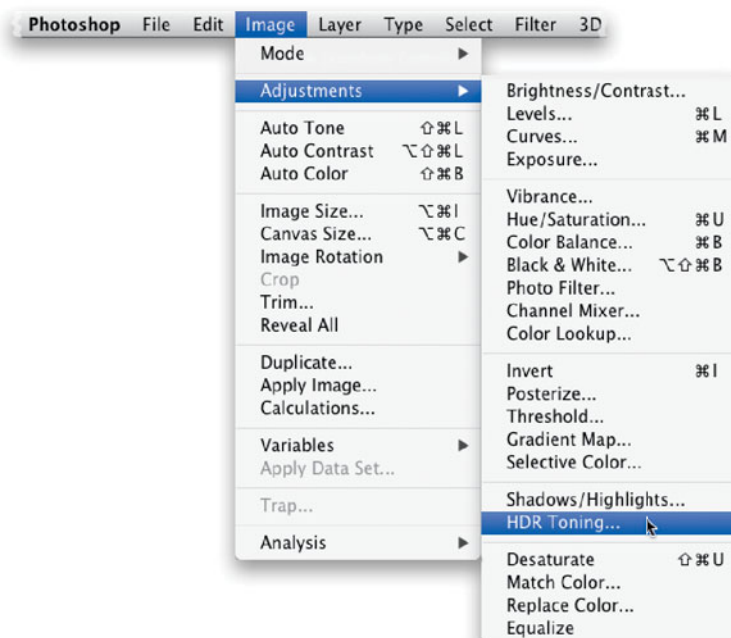 Photoshop File Edit Image Layer Type Select Filter 3D
Mode ▶
Adjustments ▶
Auto Tone ⇧⌘L
Auto Contrast ⌥⇧⌘L
Auto Color ⇧⌘B
Image Size... ⌥⌘I
Canvas Size... ⌥⌘C
Image Rotation ▶
Crop
Trim...
Reveal All
Duplicate...
Apply Image...
Calculations...
Variables ▶
Apply Data Set...
Trap...
Analysis ▶
Brightness/Contrast...
Levels... ⌘L
Curves... ⌘M
Exposure...
Vibrance...
Hue/Saturation... ⌘U
Color Balance... ⌘B
Black & White... ⌥⇧⌘B
Photo Filter...
Channel Mixer...
Color Lookup...
Invert ⌘I
Posterize...
Threshold...
Gradient Map...
Selective Color...
Shadows/Highlights...
HDR Toning...
Desaturate ⇧⌘U
Match Color...
Replace Color...
Equalize